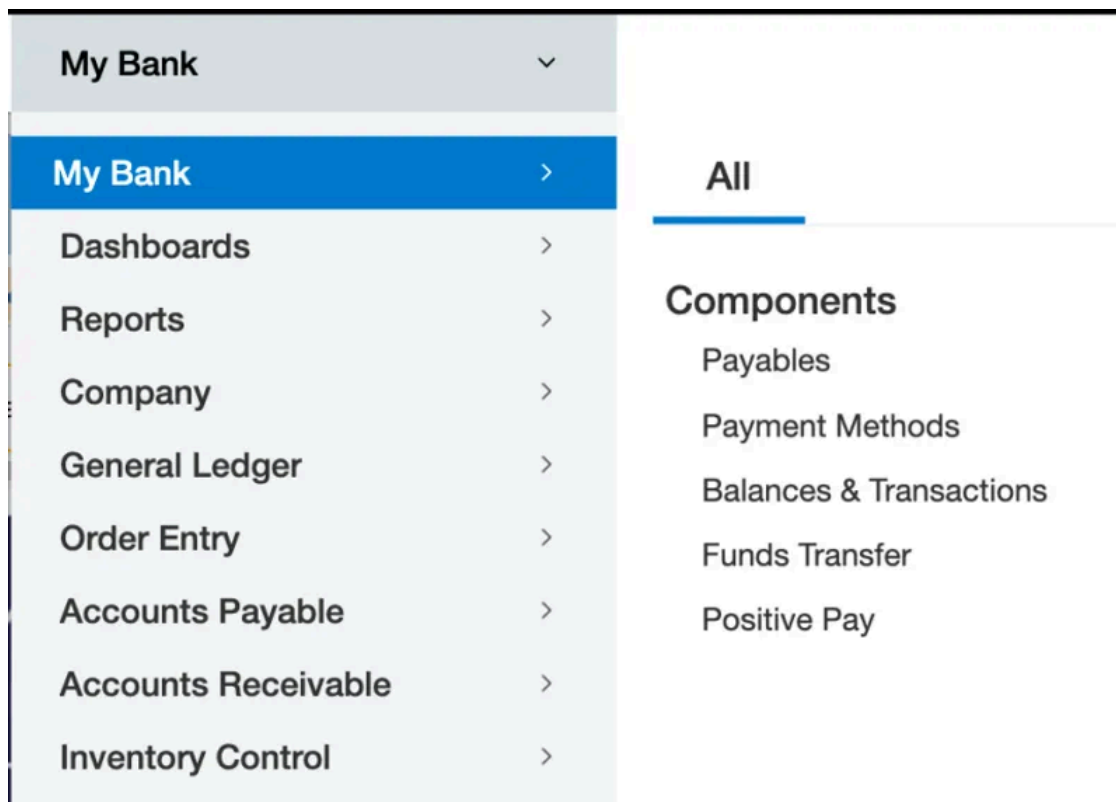 My Bank
My Bank
Dashboards
Reports
Company
General Ledger
Order Entry
Accounts Payable
Accounts Receivable
Inventory Control
All
Components
Payables
Payment Methods
Balances & Transactions
Funds Transfer
Positive Pay